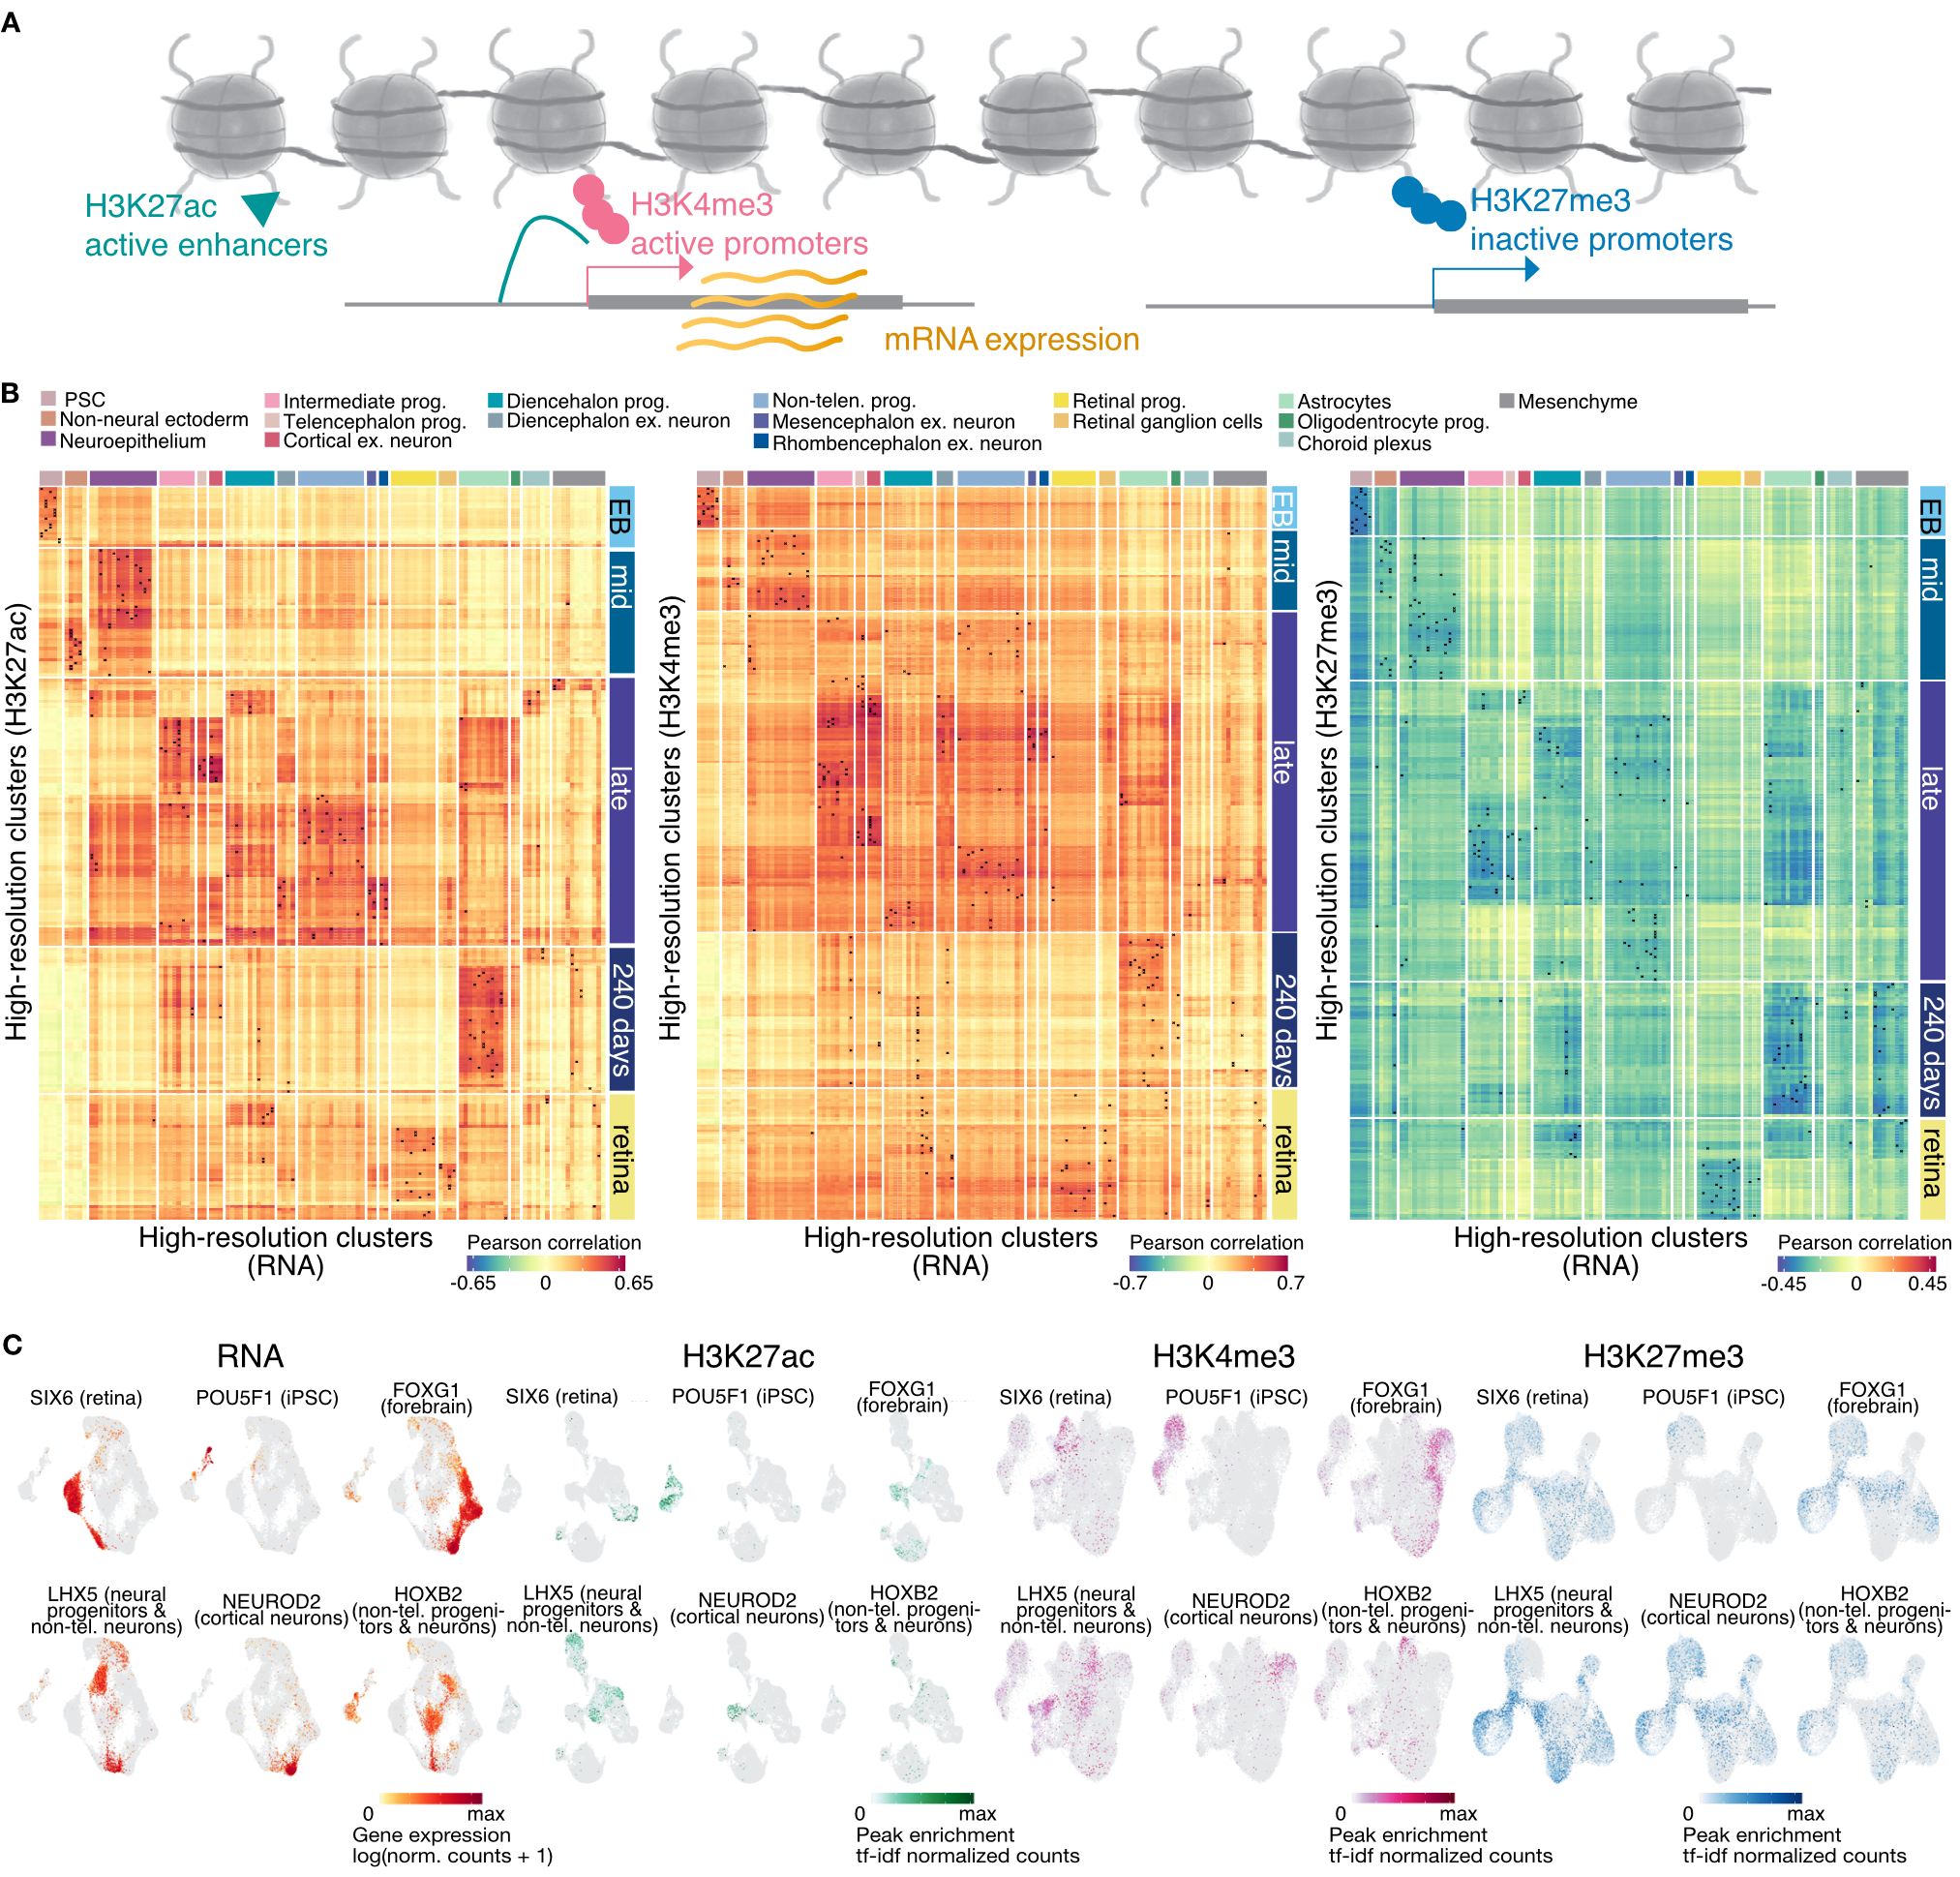 A
H3K27ac
active enhancers
H3K4me3
active promoters
mRNA expression
H3K27me3
inactive promoters
B
PSC
Non-neural ectoderm
Neuroepithelium
Intermediate prog.
Telencephalon prog.
Cortical ex. neuron
Diencehalon prog.
Diencephalon ex. neuron
Non-telen. prog.
Mesencephalon ex. neuron
Rhombencephalon ex. neuron
Retinal prog.
Retinal ganglion cells
Astrocytes
Oligodentrocyte prog.
Choroid plexus
Mesenchyme
High-resolution clusters (H3K27ac)
EB
mid
late
240 days
retina
High-resolution clusters
(RNA)
Pearson correlation
-0.65 0 0.65
High-resolution clusters (H3K4me3)
EB
mid
late
240 days
retina
High-resolution clusters
(RNA)
Pearson correlation
-0.7 0 0.7
High-resolution clusters (H3K27me3)
EB
mid
late
240 days
retina
High-resolution clusters
(RNA)
Pearson correlation
-0.45 0 0.45
C
RNA
SIX6 (retina)
POU5F1 (iPSC)
FOXG1
(forebrain)
LHX5 (neural
progenitors &
non-tel. neurons)
NEUROD2
(cortical neurons)
HOXB2
(non-tel. progeni-
tors & neurons)
0 max
Gene expression
log(norm. counts + 1)
H3K27ac
SIX6 (retina)
POU5F1 (iPSC)
FOXG1
(forebrain)
LHX5 (neural
progenitors &
non-tel. neurons)
NEUROD2
(cortical neurons)
HOXB2
(non-tel. progeni-
tors & neurons)
0 max
Peak enrichment
tf-idf normalized counts
H3K4me3
SIX6 (retina)
POU5F1 (iPSC)
FOXG1
(forebrain)
LHX5 (neural
progenitors &
non-tel. neurons)
NEUROD2
(cortical neurons)
HOXB2
(non-tel. progeni-
tors & neurons)
0 max
Peak enrichment
tf-idf normalized counts
H3K27me3
SIX6 (retina)
POU5F1 (iPSC)
FOXG1
(forebrain)
LHX5 (neural
progenitors &
non-tel. neurons)
NEUROD2
(cortical neurons)
HOXB2
(non-tel. progeni-
tors & neurons)
0 max
Peak enrichment
tf-idf normalized counts